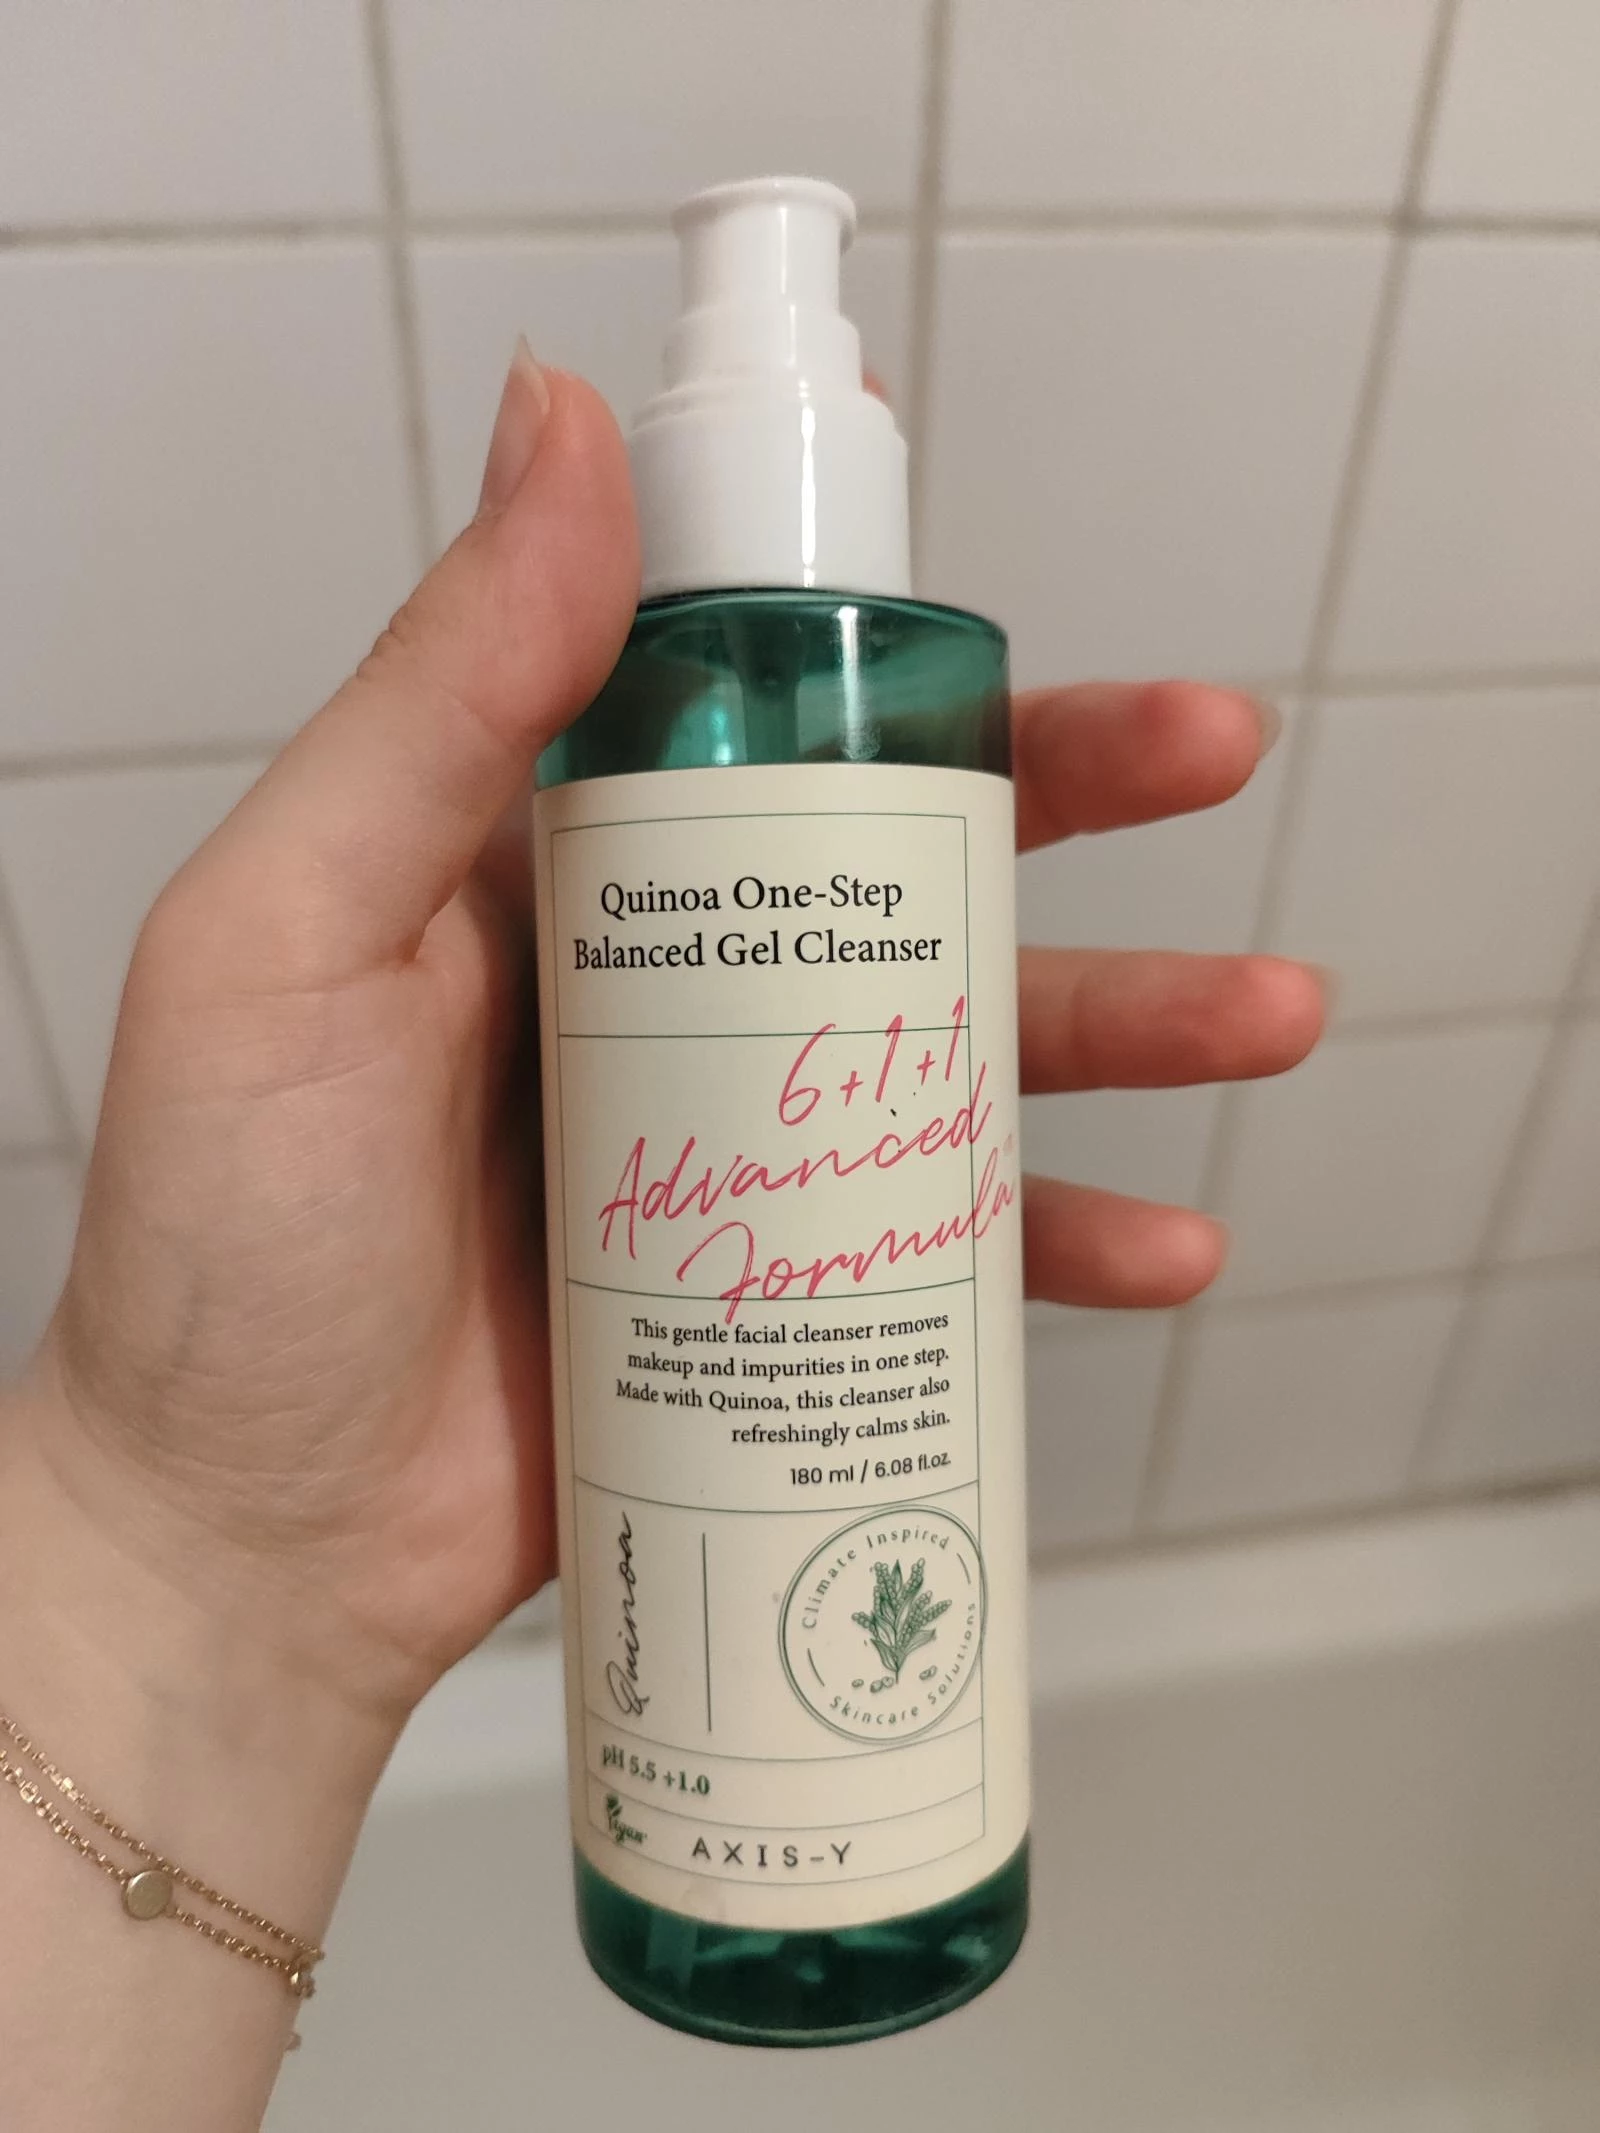 Quinoa One-Step
Balanced Gel Cleanser
6+1+1
Advanced
Formula
This gentle facial cleanser removes
makeup and impurities in one step.
Made with Quinoa, this cleanser also
refreshingly calms skin.
180 ml / 6.08 fl.oz.
Quinoa
Climate Inspired
Skincare Solutions
pH 5.5 +1.0
Vegan
AXIS-Y